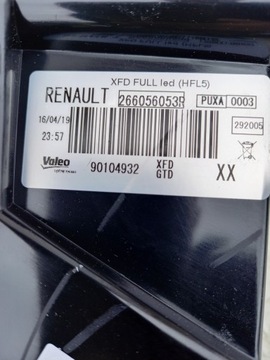 XFD FULL led (HFL5)
RENAULT 266056053R PUXA 0003
16/04/19 292005
23:57
Valeo 90104932 XFD
GTD XX